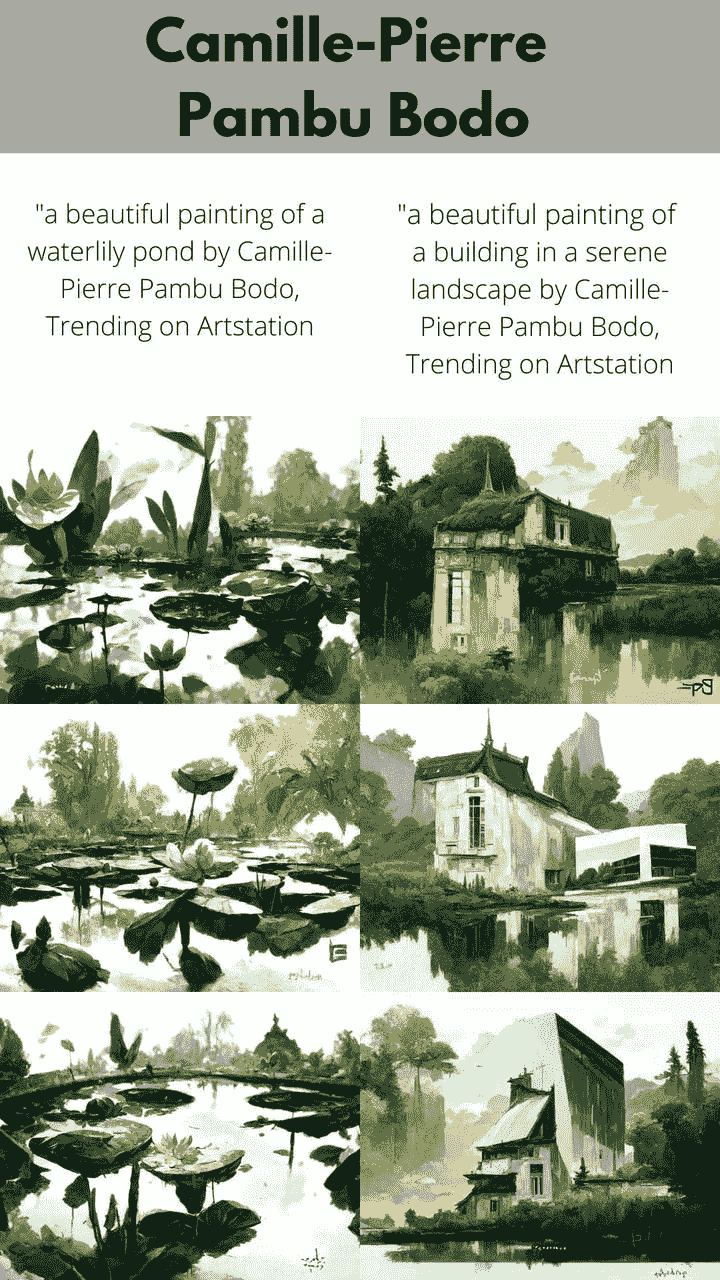 Camille-Pierre
Pambu Bodo
"a beautiful painting of a
waterlily pond by Camille-
Pierre Pambu Bodo,
Trending on Artstation
"a beautiful painting of
a building in a serene
landscape by Camille-
Pierre Pambu Bodo,
Trending on Artstation